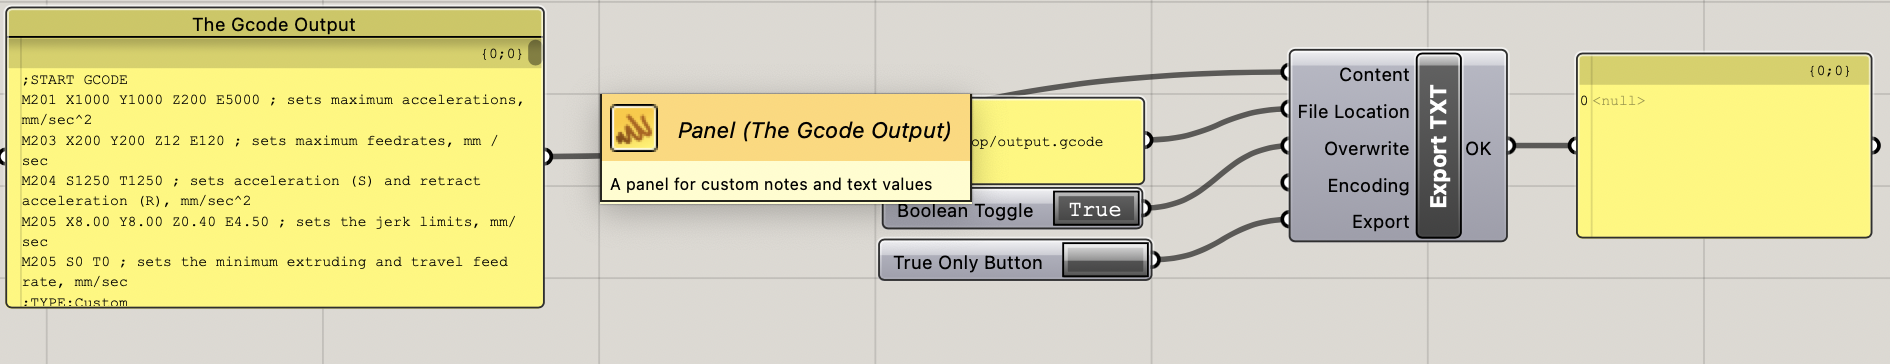 The Gcode Output
{0;0}
;START GCODE
M201 X1000 Y1000 Z200 E5000 ; sets maximum accelerations,
mm/sec^2
M203 X200 Y200 Z12 E120 ; sets maximum feedrates, mm /
sec
M204 S1250 T1250 ; sets acceleration (S) and retract
acceleration (R), mm/sec^2
M205 X8.00 Y8.00 Z0.40 E4.50 ; sets the jerk limits, mm/
sec
M205 S0 T0 ; sets the minimum extruding and travel feed
rate, mm/sec
;TYPE:Custom
Panel (The Gcode Output)
A panel for custom notes and text values
op/output.gcode
Boolean Toggle True
True Only Button
Content
File Location
Overwrite
Encoding
Export
Export TXT
OK
{0;0}
0 <null>